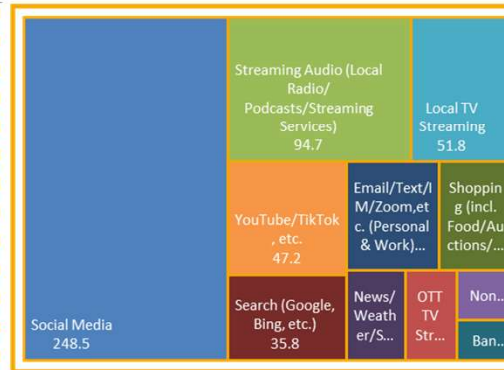 Social Media
248.5
Streaming Audio (Local
Radio/
Podcasts/Streaming
Services)
94.7
Local TV
Streaming
51.8
YouTube/TikTok
, etc.
47.2
Email/Text/I
M/Zoom,et
c. (Personal
& Work)...
Shoppin
g (incl.
Food/Au
ctions/...
Search (Google,
Bing, etc.)
35.8
News/
Weath
er/S...
OTT
TV
Str...
Non...
Ban...